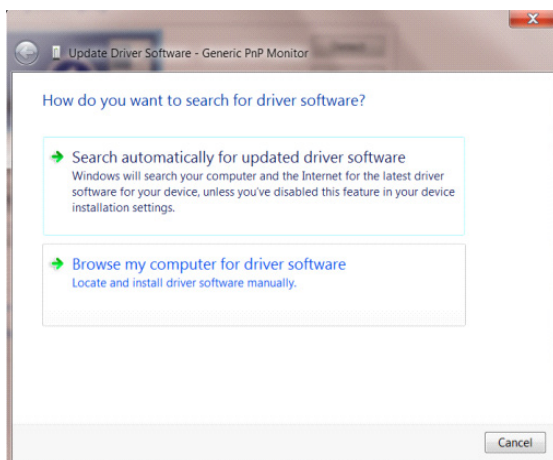 Update Driver Software - Generic PnP Monitor
How do you want to search for driver software?
Search automatically for updated driver software
Windows will search your computer and the Internet for the latest driver
software for your device, unless you've disabled this feature in your device
installation settings.
Browse my computer for driver software
Locate and install driver software manually.
Cancel